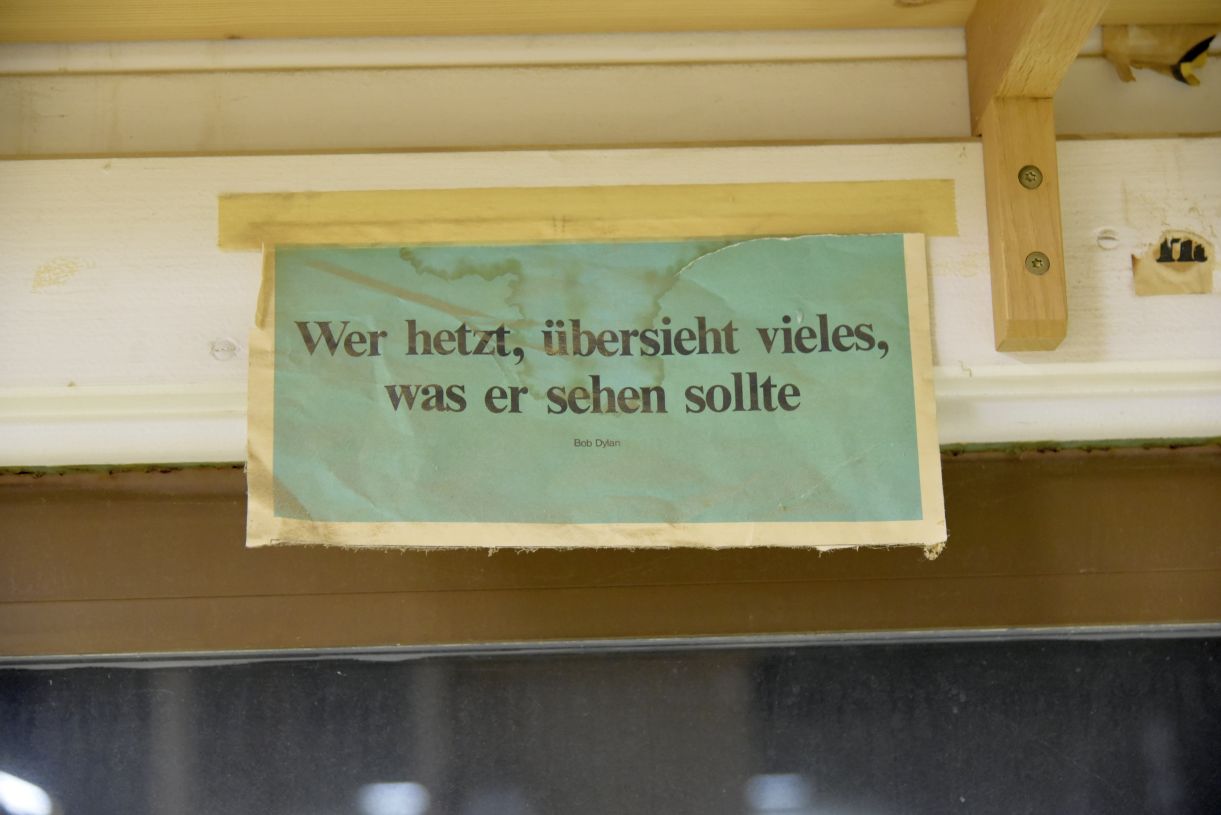 Wer hetzt, übersieht vieles,
was er sehen sollte
Bob Dylan